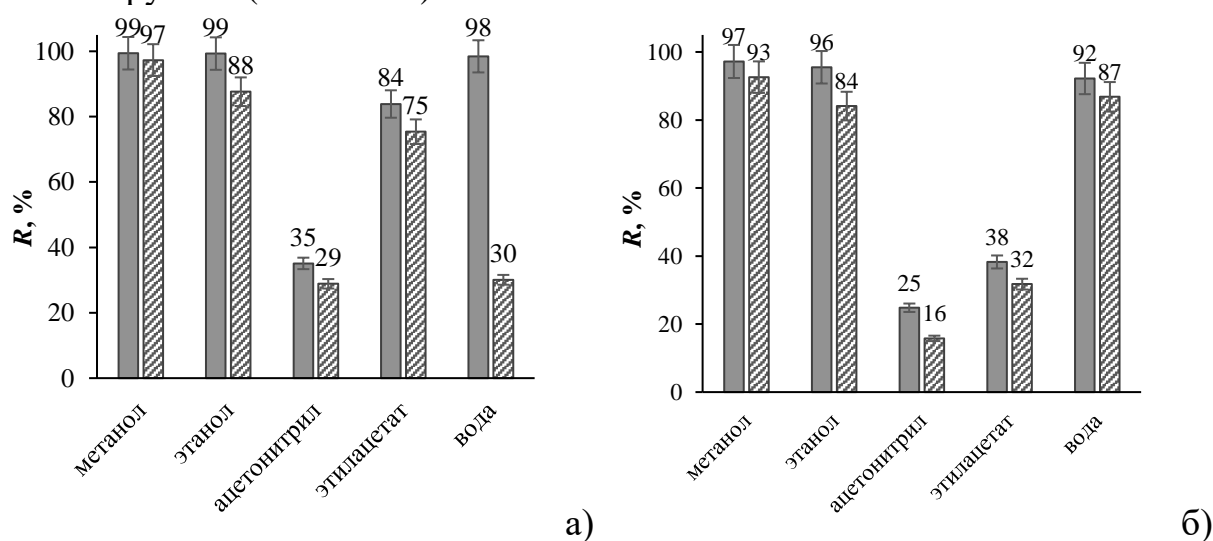 99 97
99
88
35
29
84
75
98
30
100
80
60
40
20
0
R, %
метанол
этанол
ацетонитрил
этилацетат
вода
а)
97
93
96
84
25
16
38
32
92
87
100
80
60
40
20
0
R, %
метанол
этанол
ацетонитрил
этилацетат
вода
б)